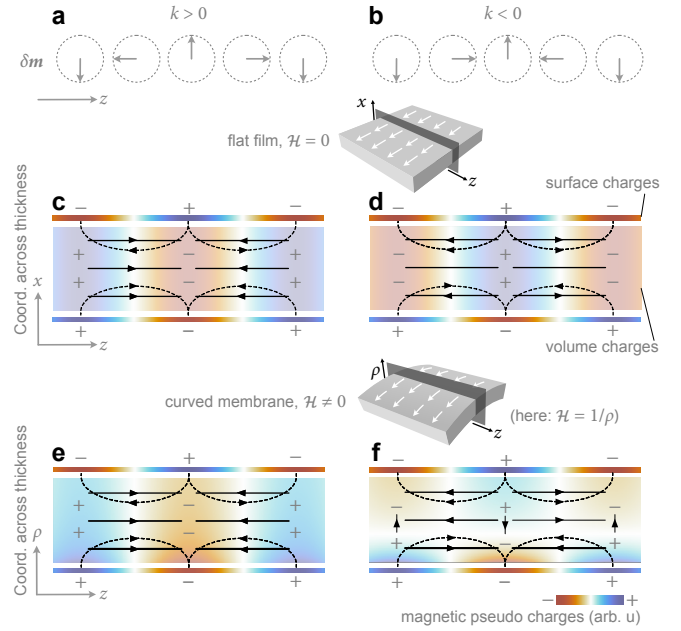 a
k > 0
b
k < 0
δm
z
flat film, ℋ = 0
x
z
c
d
surface charges
− + −
− + −
+ − +
− + −
+ − +
− + −
+ − +
+ − +
Coord. across thickness
x
z
volume charges
curved membrane, ℋ ≠ 0
ρ
z
(here: ℋ = 1/ρ)
e
f
− + −
− + −
+ − +
− + −
+ − +
+ − +
+ − +
+ − +
Coord. across thickness
ρ
z
− +
magnetic pseudo charges (arb. u)